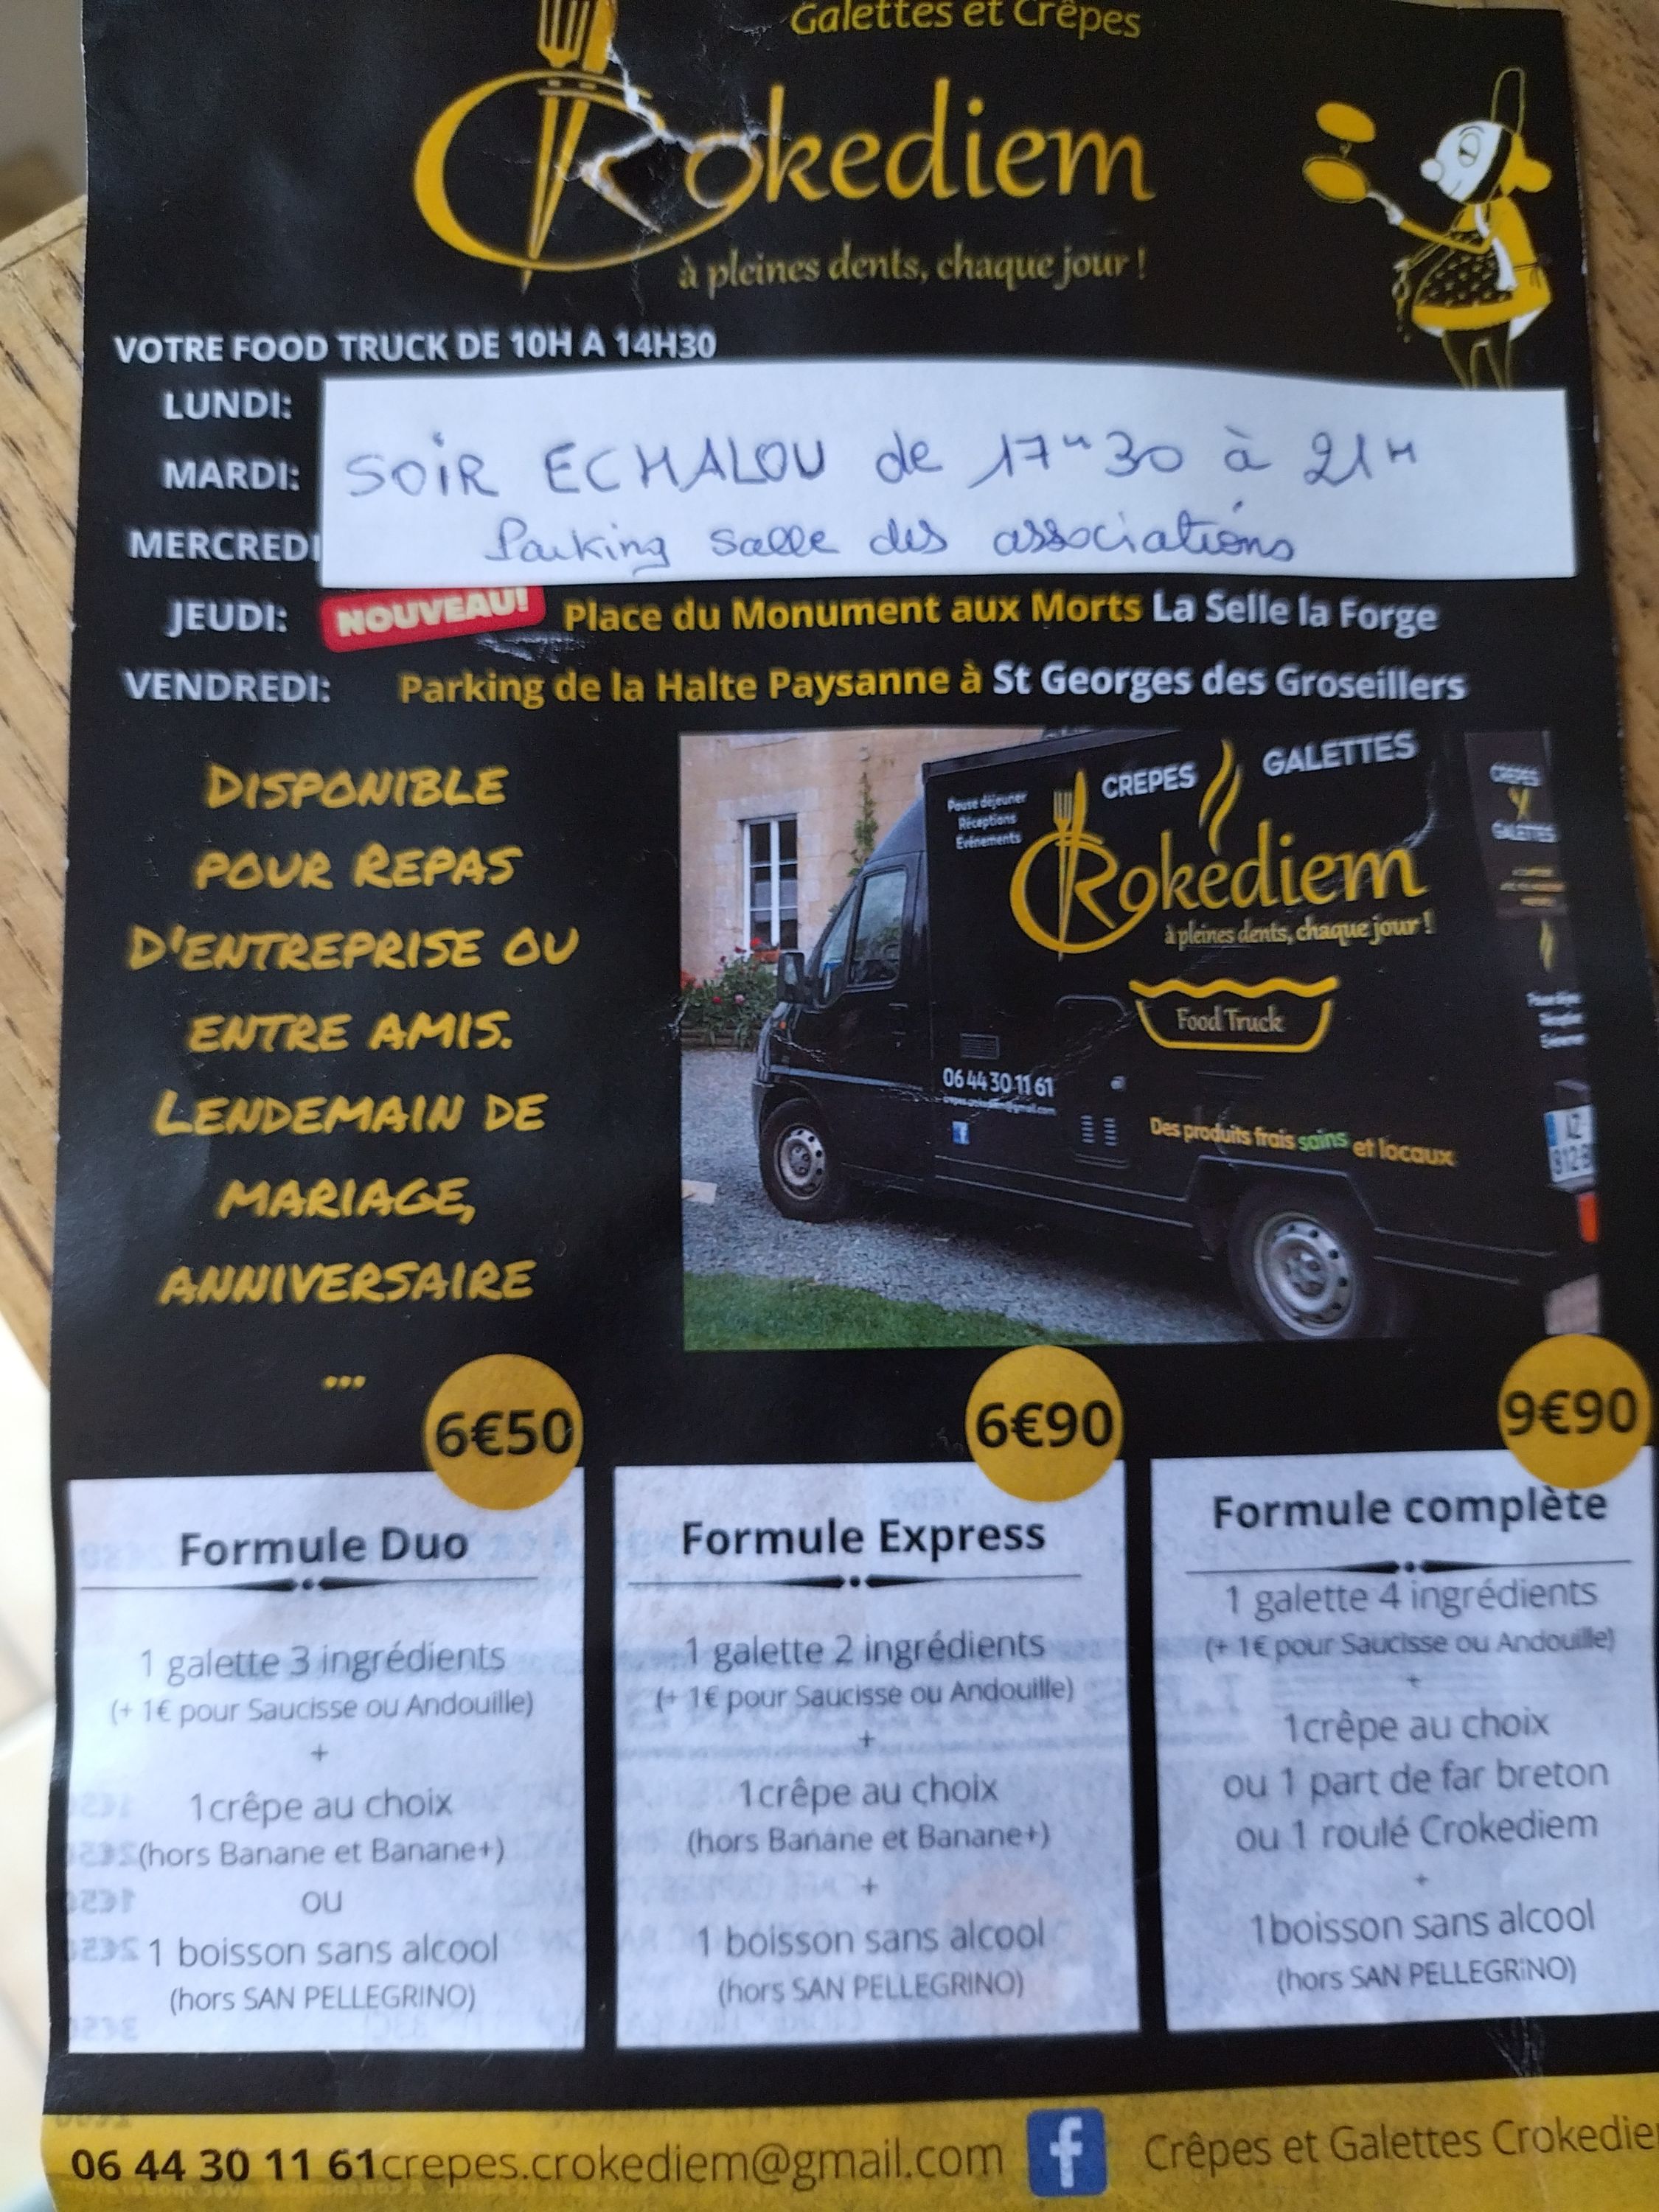 Galettes et Crêpes
Crokediem
à pleines dents, chaque jour !
VOTRE FOOD TRUCK DE 10H A 14H30
LUNDI:
MARDI:
MERCREDI
SOIR ECHALOU de 17H30 à 21H
Parking salle des associations
JEUDI: NOUVEAU! Place du Monument aux Morts La Selle la Forge
VENDREDI: Parking de la Halte Paysanne à St Georges des Groseillers
DISPONIBLE
POUR REPAS
D'ENTREPRISE OU
ENTRE AMIS.
LENDEMAIN DE
MARIAGE,
ANNIVERSAIRE
...
Pause déjeuner
Réceptions
Evénements
CREPES GALETTES
Crokediem
à pleines dents, chaque jour !
Food Truck
06 44 30 11 61
crepes.crokediem@gmail.com
Des produits frais sains et locaux
CREPES
GALETTES
AZ
812
6€50
Formule Duo
1 galette 3 ingrédients
(+ 1€ pour Saucisse ou Andouille)
+
1crêpe au choix
(hors Banane et Banane+)
ou
1 boisson sans alcool
(hors SAN PELLEGRINO)
6€90
Formule Express
1 galette 2 ingrédients
(+ 1€ pour Saucisse ou Andouille)
+
1crêpe au choix
(hors Banane et Banane+)
+
1 boisson sans alcool
(hors SAN PELLEGRINO)
9€90
Formule complète
1 galette 4 ingrédients
(+ 1€ pour Saucisse ou Andouille)
+
1crêpe au choix
ou 1 part de far breton
ou 1 roulé Crokediem
+
1boisson sans alcool
(hors SAN PELLEGRINO)
06 44 30 11 61crepes.crokediem@gmail.com f Crêpes et Galettes Crokedie